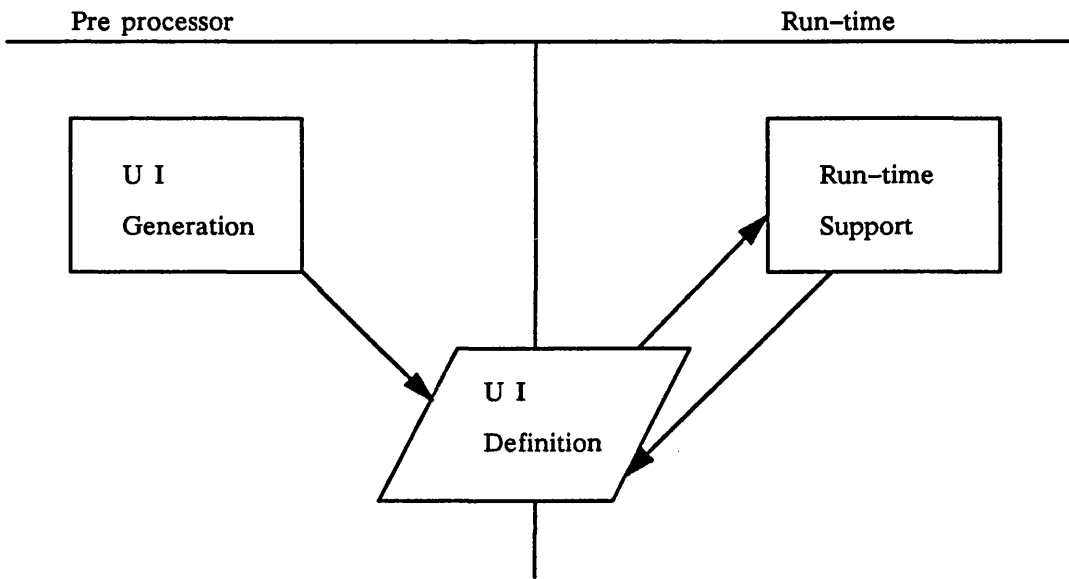 Pre processor
Run-time
U I
Generation
Run-time
Support
U I
Definition